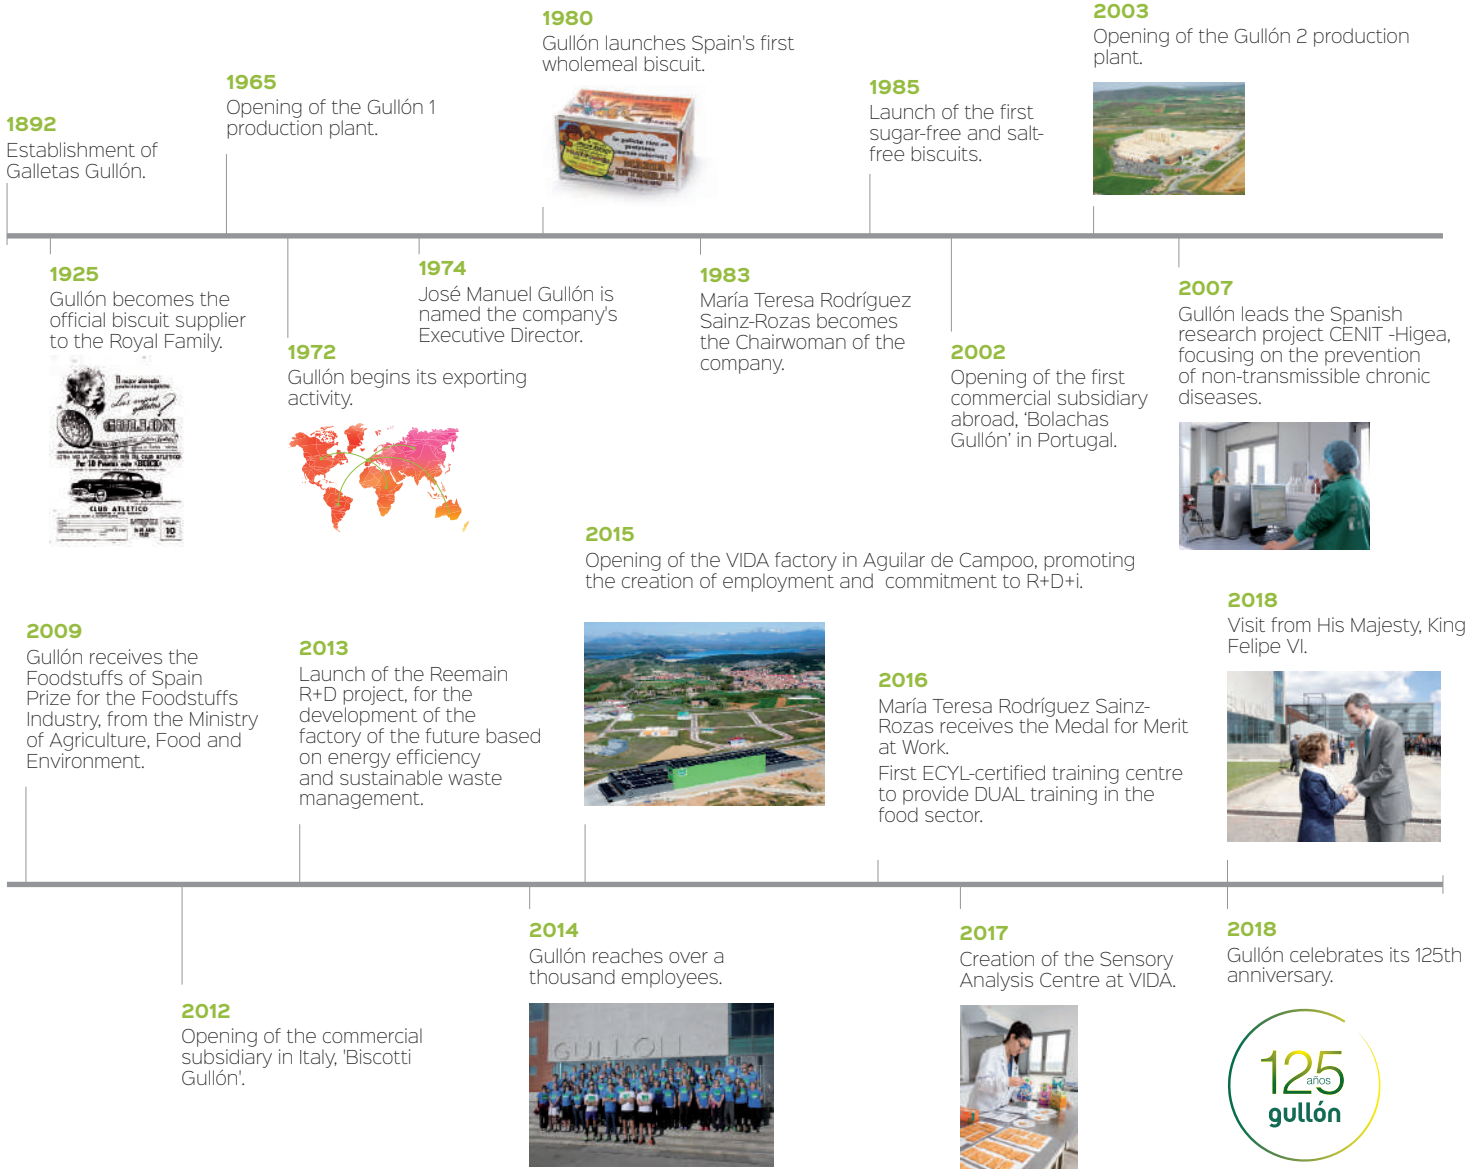 1892
Establishment of
Galletas Gullón.
1965
Opening of the Gullón 1
production plant.
1980
Gullón launches Spain's first
wholemeal biscuit.
1985
Launch of the first
sugar-free and salt-
free biscuits.
2003
Opening of the Gullón 2 production
plant.
1925
Gullón becomes the
official biscuit supplier
to the Royal Family.
GULLÓN
CLUB ATLETICO
10
1972
Gullón begins its exporting
activity.
1974
José Manuel Gullón is
named the company's
Executive Director.
1983
María Teresa Rodríguez
Sainz-Rozas becomes
the Chairwoman of the
company.
2002
Opening of the first
commercial subsidiary
abroad, ‘Bolachas
Gullón’ in Portugal.
2007
Gullón leads the Spanish
research project CENIT -Higea,
focusing on the prevention
of non-transmissible chronic
diseases.
2009
Gullón receives the
Foodstuffs of Spain
Prize for the Foodstuffs
Industry, from the Ministry
of Agriculture, Food and
Environment.
2013
Launch of the Reemain
R+D project, for the
development of the
factory of the future based
on energy efficiency
and sustainable waste
management.
2015
Opening of the VIDA factory in Aguilar de Campoo, promoting
the creation of employment and commitment to R+D+i.
2016
María Teresa Rodríguez Sainz-
Rozas receives the Medal for Merit
at Work.
First ECYL-certified training centre
to provide DUAL training in the
food sector.
2018
Visit from His Majesty, King
Felipe VI.
2012
Opening of the commercial
subsidiary in Italy, 'Biscotti
Gullón'.
2014
Gullón reaches over a
thousand employees.
GULLON
2017
Creation of the Sensory
Analysis Centre at VIDA.
2018
Gullón celebrates its 125th
anniversary.
125
años
gullón